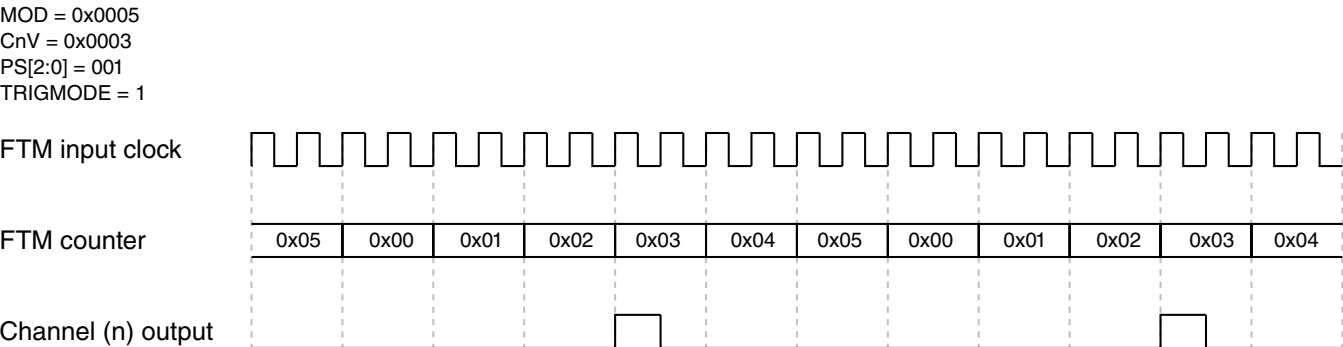 MOD = 0x0005
CnV = 0x0003
PS[2:0] = 001
TRIGMODE = 1
FTM input clock
FTM counter 0x05 0x00 0x01 0x02 0x03 0x04 0x05 0x00 0x01 0x02 0x03 0x04
Channel (n) output